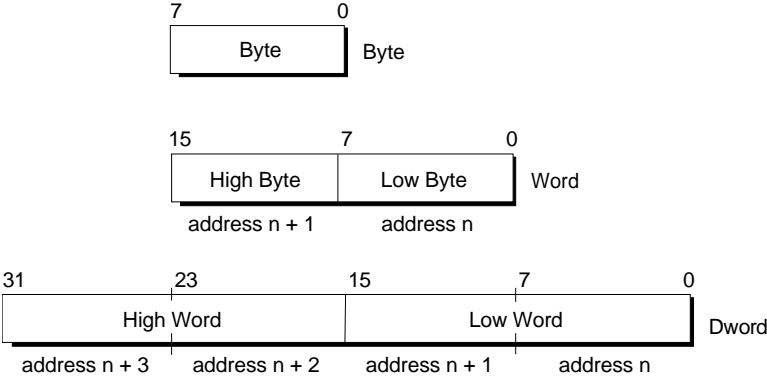 7 0
Byte Byte
15 7 0
High Byte Low Byte Word
address n + 1 address n
31 23 15 7 0
High Word Low Word Dword
address n + 3 address n + 2 address n + 1 address n